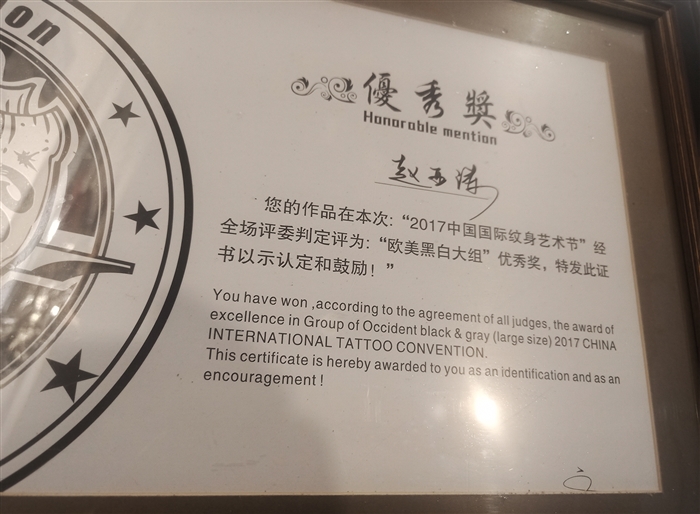 on
優秀獎
Honorable mention
赵亚涛
您的作品在本次：“2017中国国际纹身艺术节”经
全场评委判定评为：“欧美黑白大组”优秀奖，特发此证
书以示认定和鼓励！”
You have won ,according to the agreement of all judges, the award of
excellence in Group of Occident black & gray (large size) 2017 CHINA
INTERNATIONAL TATTOO CONVENTION.
This certificate is hereby awarded to you as an identification and as an
encouragement !